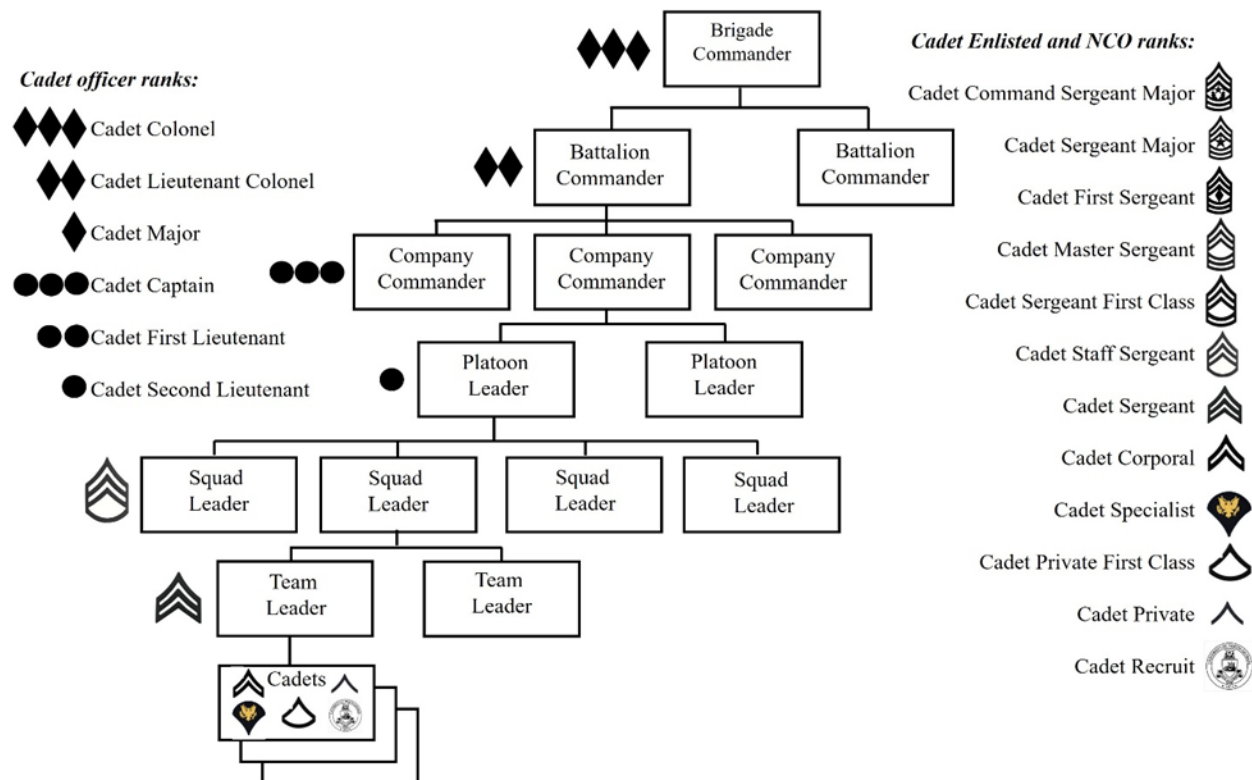 Cadet officer ranks:
Cadet Colonel
Cadet Lieutenant Colonel
Cadet Major
Cadet Captain
Cadet First Lieutenant
Cadet Second Lieutenant
Brigade
Commander
Battalion
Commander
Battalion
Commander
Company
Commander
Company
Commander
Company
Commander
Platoon
Leader
Platoon
Leader
Squad
Leader
Squad
Leader
Squad
Leader
Squad
Leader
Team
Leader
Team
Leader
Cadets
Cadet Enlisted and NCO ranks:
Cadet Command Sergeant Major
Cadet Sergeant Major
Cadet First Sergeant
Cadet Master Sergeant
Cadet Sergeant First Class
Cadet Staff Sergeant
Cadet Sergeant
Cadet Corporal
Cadet Specialist
Cadet Private First Class
Cadet Private
Cadet Recruit